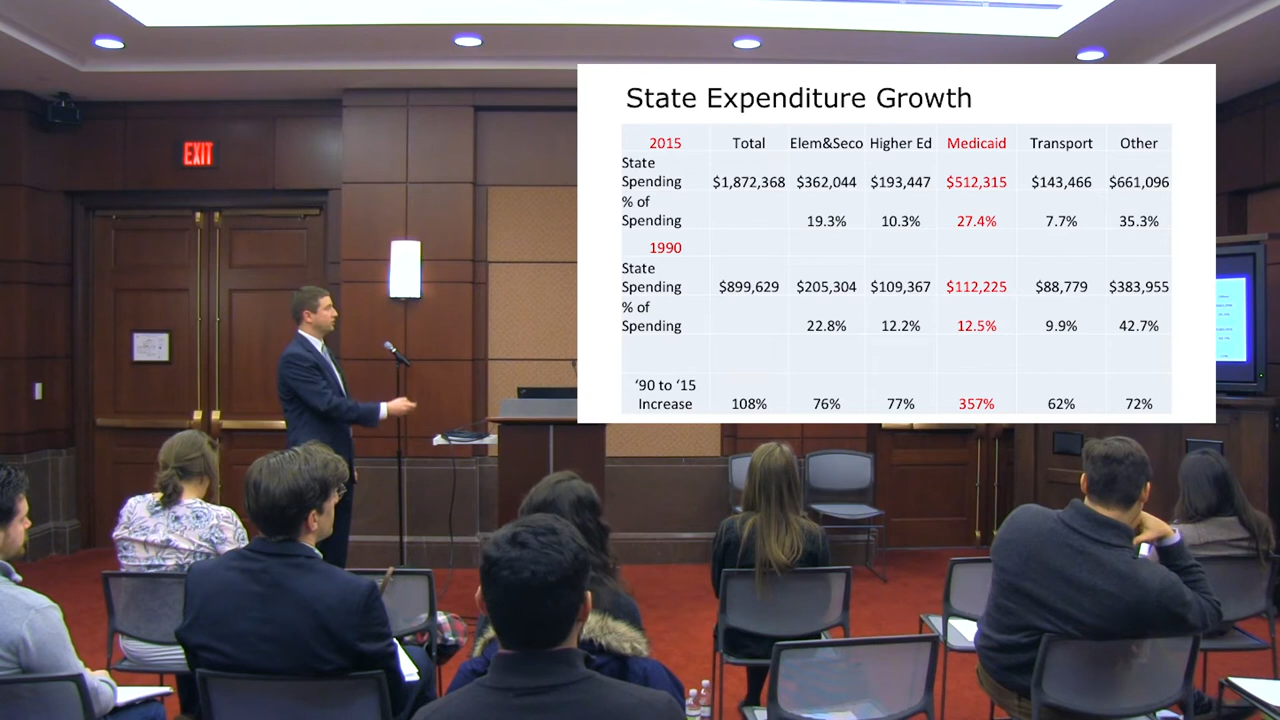 State Expenditure Growth
EXIT
2015 Total Elem&Seco Higher Ed Medicaid Transport Other
State
Spending $1,872,368 $362,044 $193,447 $512,315 $143,466 $661,096
% of
Spending 19.3% 10.3% 27.4% 7.7% 35.3%
1990
State
Spending $899,629 $205,304 $109,367 $112,225 $88,779 $383,955
% of
Spending 22.8% 12.2% 12.5% 9.9% 42.7%
‘90 to ‘15
Increase 108% 76% 77% 357% 62% 72%